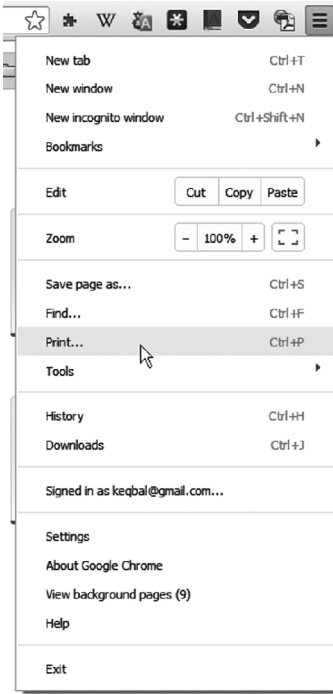 W
New tab Ctrl+T
New window Ctrl+N
New incognito window Ctrl+Shift+N
Bookmarks
Edit Cut Copy Paste
Zoom - 100% +
Save page as... Ctrl+S
Find... Ctrl+F
Print... Ctrl+P
Tools
History Ctrl+H
Downloads Ctrl+J
Signed in as keqbal@gmail.com...
Settings
About Google Chrome
View background pages (9)
Help
Exit